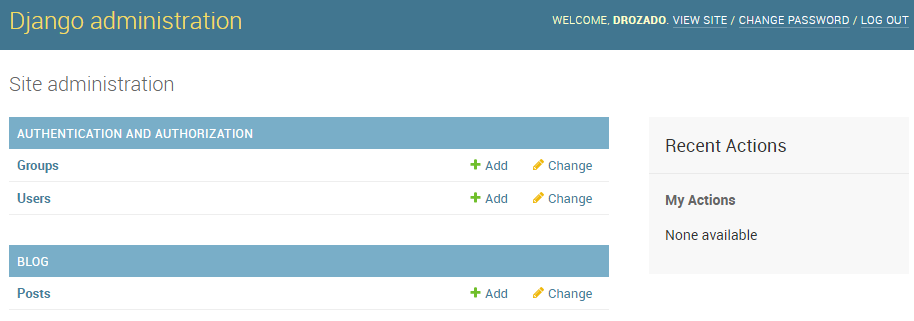 Django administration
WELCOME, DROZADO. VIEW SITE / CHANGE PASSWORD / LOG OUT
Site administration
AUTHENTICATION AND AUTHORIZATION
Groups Add Change
Users Add Change
BLOG
Posts Add Change
Recent Actions
My Actions
None available